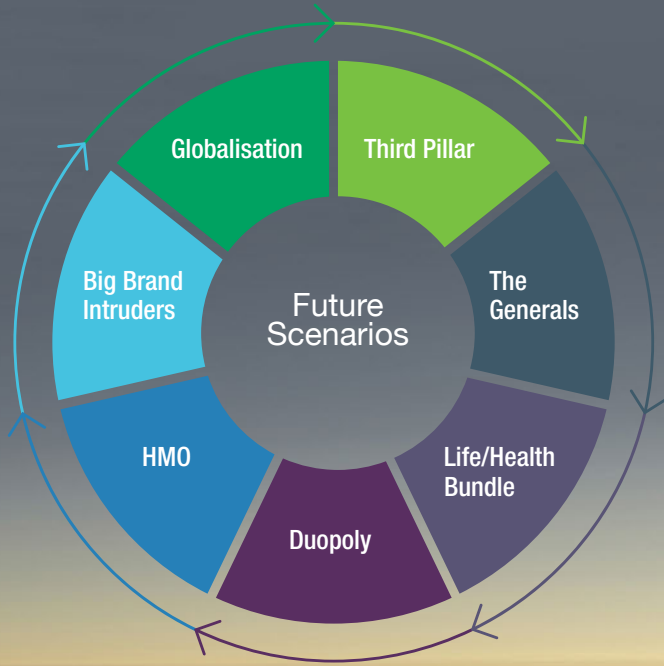 Future
Scenarios
Third Pillar
The
Generals
Life/Health
Bundle
Duopoly
HMO
Big Brand
Intruders
Globalisation